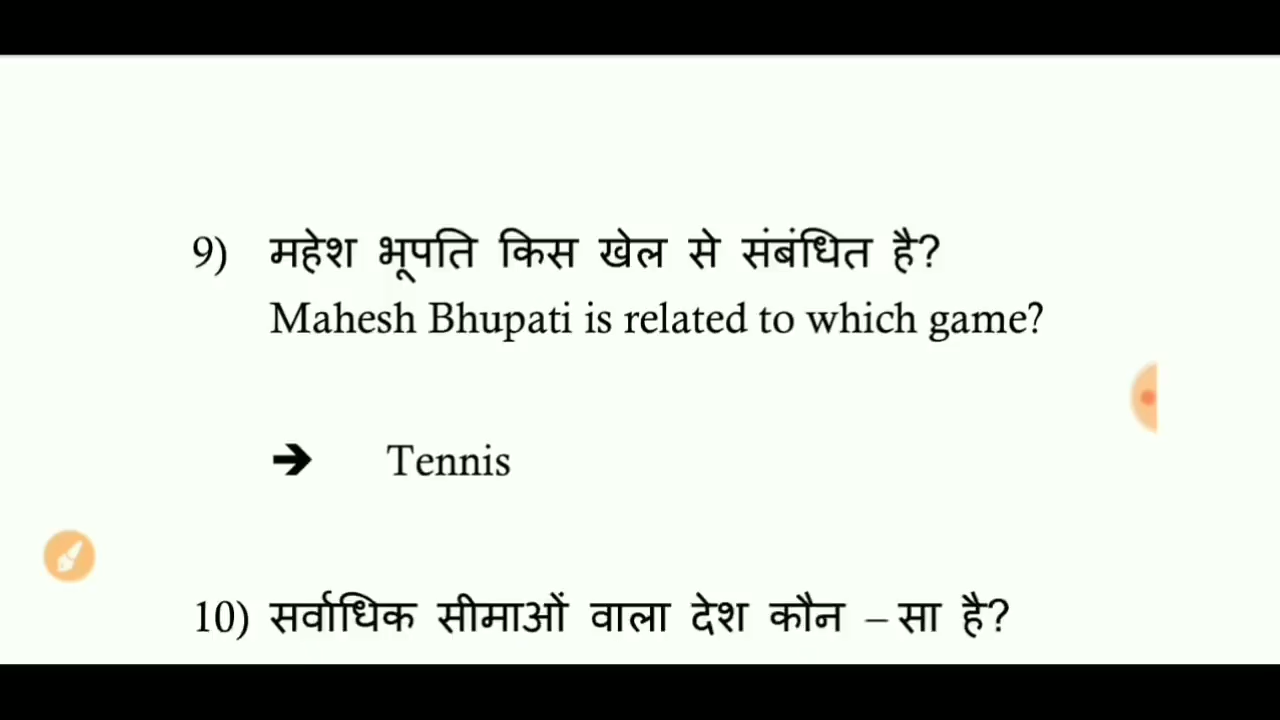 9) महेश भूपति किस खेल से संबंधित है?
Mahesh Bhupati is related to which game?
➔ Tennis
10) सर्वाधिक सीमाओं वाला देश कौन – सा है?